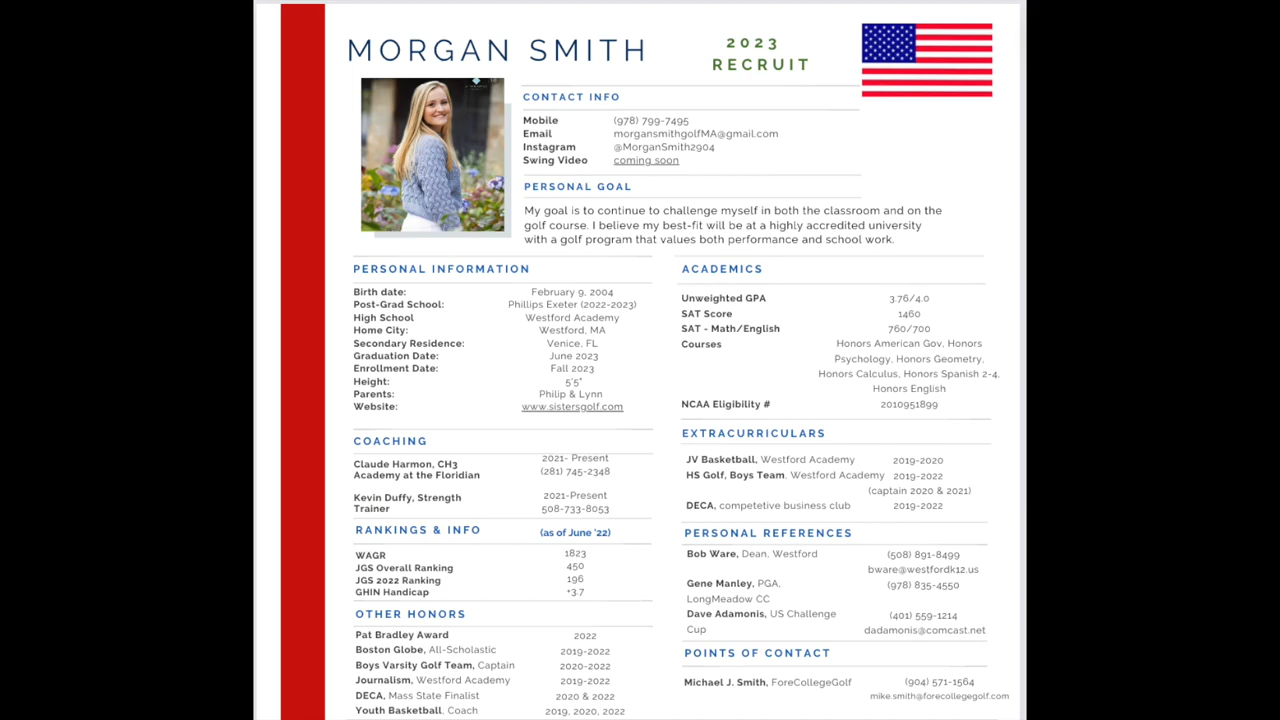 MORGAN SMITH
2023
RECRUIT
CONTACT INFO
Mobile (978) 799-7495
Email morgansmithgolfMA@gmail.com
Instagram @MorganSmith2904
Swing Video coming soon
PERSONAL GOAL
My goal is to continue to challenge myself in both the classroom and on the
golf course. I believe my best-fit will be at a highly accredited university
with a golf program that values both performance and school work.
PERSONAL INFORMATION
Birth date: February 9, 2004
Post-Grad School: Phillips Exeter (2022-2023)
High School Westford Academy
Home City: Westford, MA
Secondary Residence: Venice, FL
Graduation Date: June 2023
Enrollment Date: Fall 2023
Height: 5'5"
Parents: Philip & Lynn
Website: www.sistersgolf.com
COACHING
Claude Harmon, CH3 2021- Present
Academy at the Floridian (281) 745-2348
Kevin Duffy, Strength 2021-Present
Trainer 508-733-8053
RANKINGS & INFO (as of June '22)
WAGR 1823
JGS Overall Ranking 450
JGS 2022 Ranking 196
GHIN Handicap +3.7
OTHER HONORS
Pat Bradley Award 2022
Boston Globe, All-Scholastic 2019-2022
Boys Varsity Golf Team, Captain 2020-2022
Journalism, Westford Academy 2019-2022
DECA, Mass State Finalist 2020 & 2022
Youth Basketball, Coach 2019, 2020, 2022
ACADEMICS
Unweighted GPA 3.76/4.0
SAT Score 1460
SAT - Math/English 760/700
Courses Honors American Gov, Honors
Psychology, Honors Geometry,
Honors Calculus, Honors Spanish 2-4,
Honors English
NCAA Eligibility # 2010951899
EXTRACURRICULARS
JV Basketball, Westford Academy 2019-2020
HS Golf, Boys Team, Westford Academy 2019-2022
(captain 2020 & 2021)
DECA, competetive business club 2019-2022
PERSONAL REFERENCES
Bob Ware, Dean, Westford (508) 891-8499
bware@westfordk12.us
Gene Manley, PGA, (978) 835-4550
LongMeadow CC
Dave Adamonis, US Challenge (401) 559-1214
Cup dadamonis@comcast.net
POINTS OF CONTACT
Michael J. Smith, ForeCollegeGolf (904) 571-1564
mike.smith@forecollegegolf.com